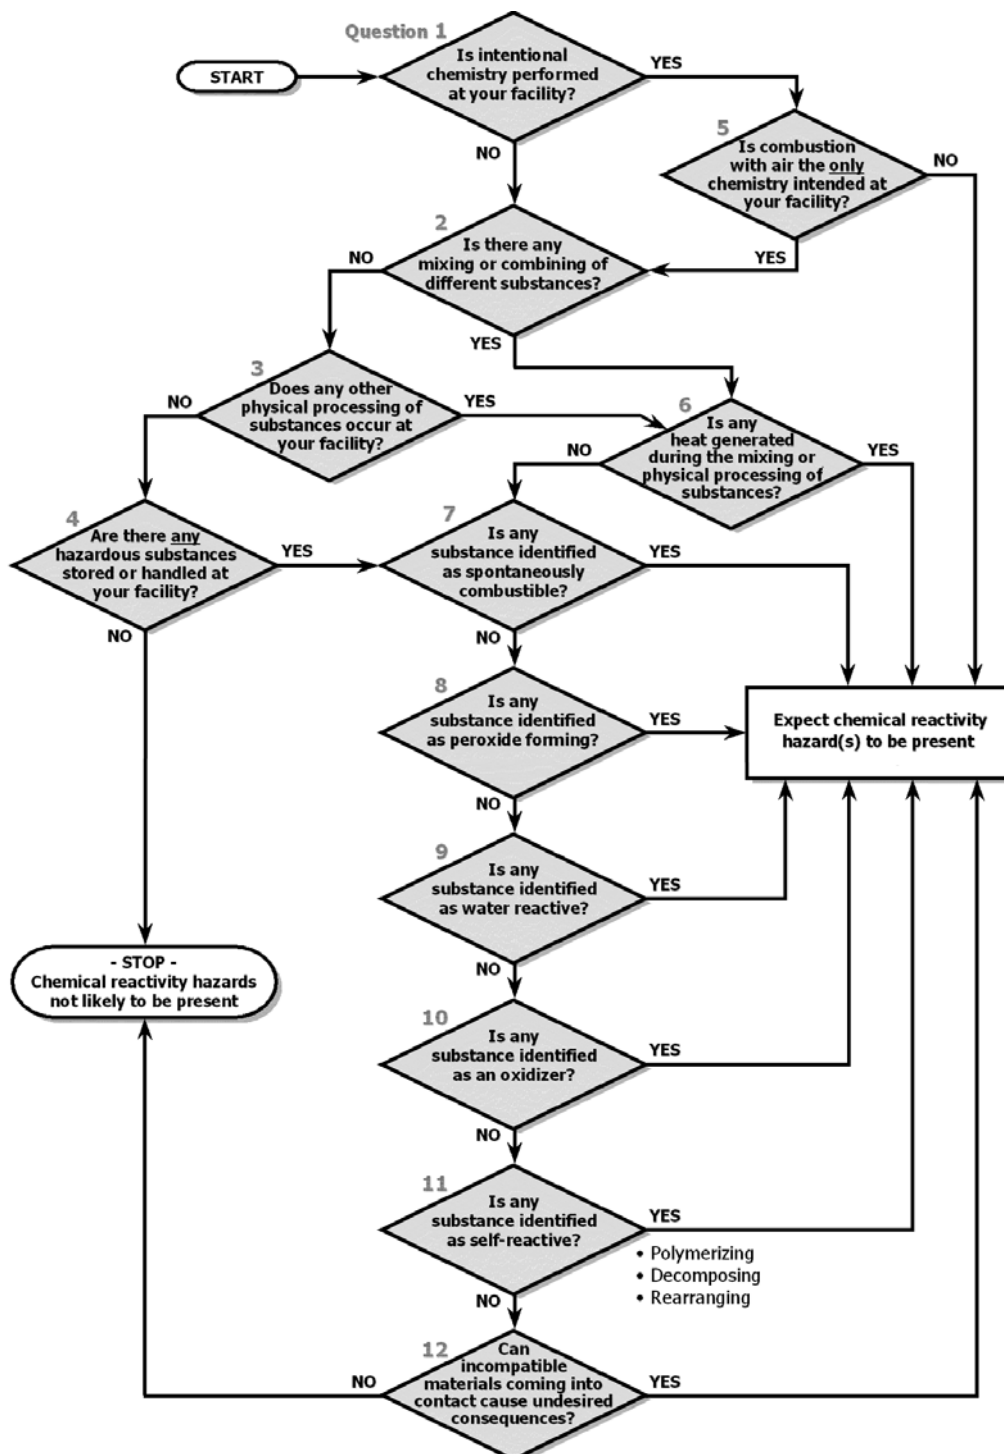 Question 1
Is intentional
chemistry performed
at your facility?
START
YES
NO
5
Is combustion
with air the only
chemistry intended at
your facility?
NO
YES
2
Is there any
mixing or combining of
different substances?
NO
YES
3
Does any other
physical processing of
substances occur at
your facility?
NO
YES
6
Is any
heat generated
during the mixing or
physical processing of
substances?
NO
YES
4
Are there any
hazardous substances
stored or handled at
your facility?
YES
NO
7
Is any
substance identified
as spontaneously
combustible?
YES
NO
8
Is any
substance identified
as peroxide forming?
YES
NO
Expect chemical reactivity
hazard(s) to be present
9
Is any
substance identified
as water reactive?
YES
NO
- STOP -
Chemical reactivity hazards
not likely to be present
10
Is any
substance identified
as an oxidizer?
YES
NO
11
Is any
substance identified
as self-reactive?
YES
• Polymerizing
• Decomposing
• Rearranging
NO
12
Can
incompatible
materials coming into
contact cause undesired
consequences?
NO
YES